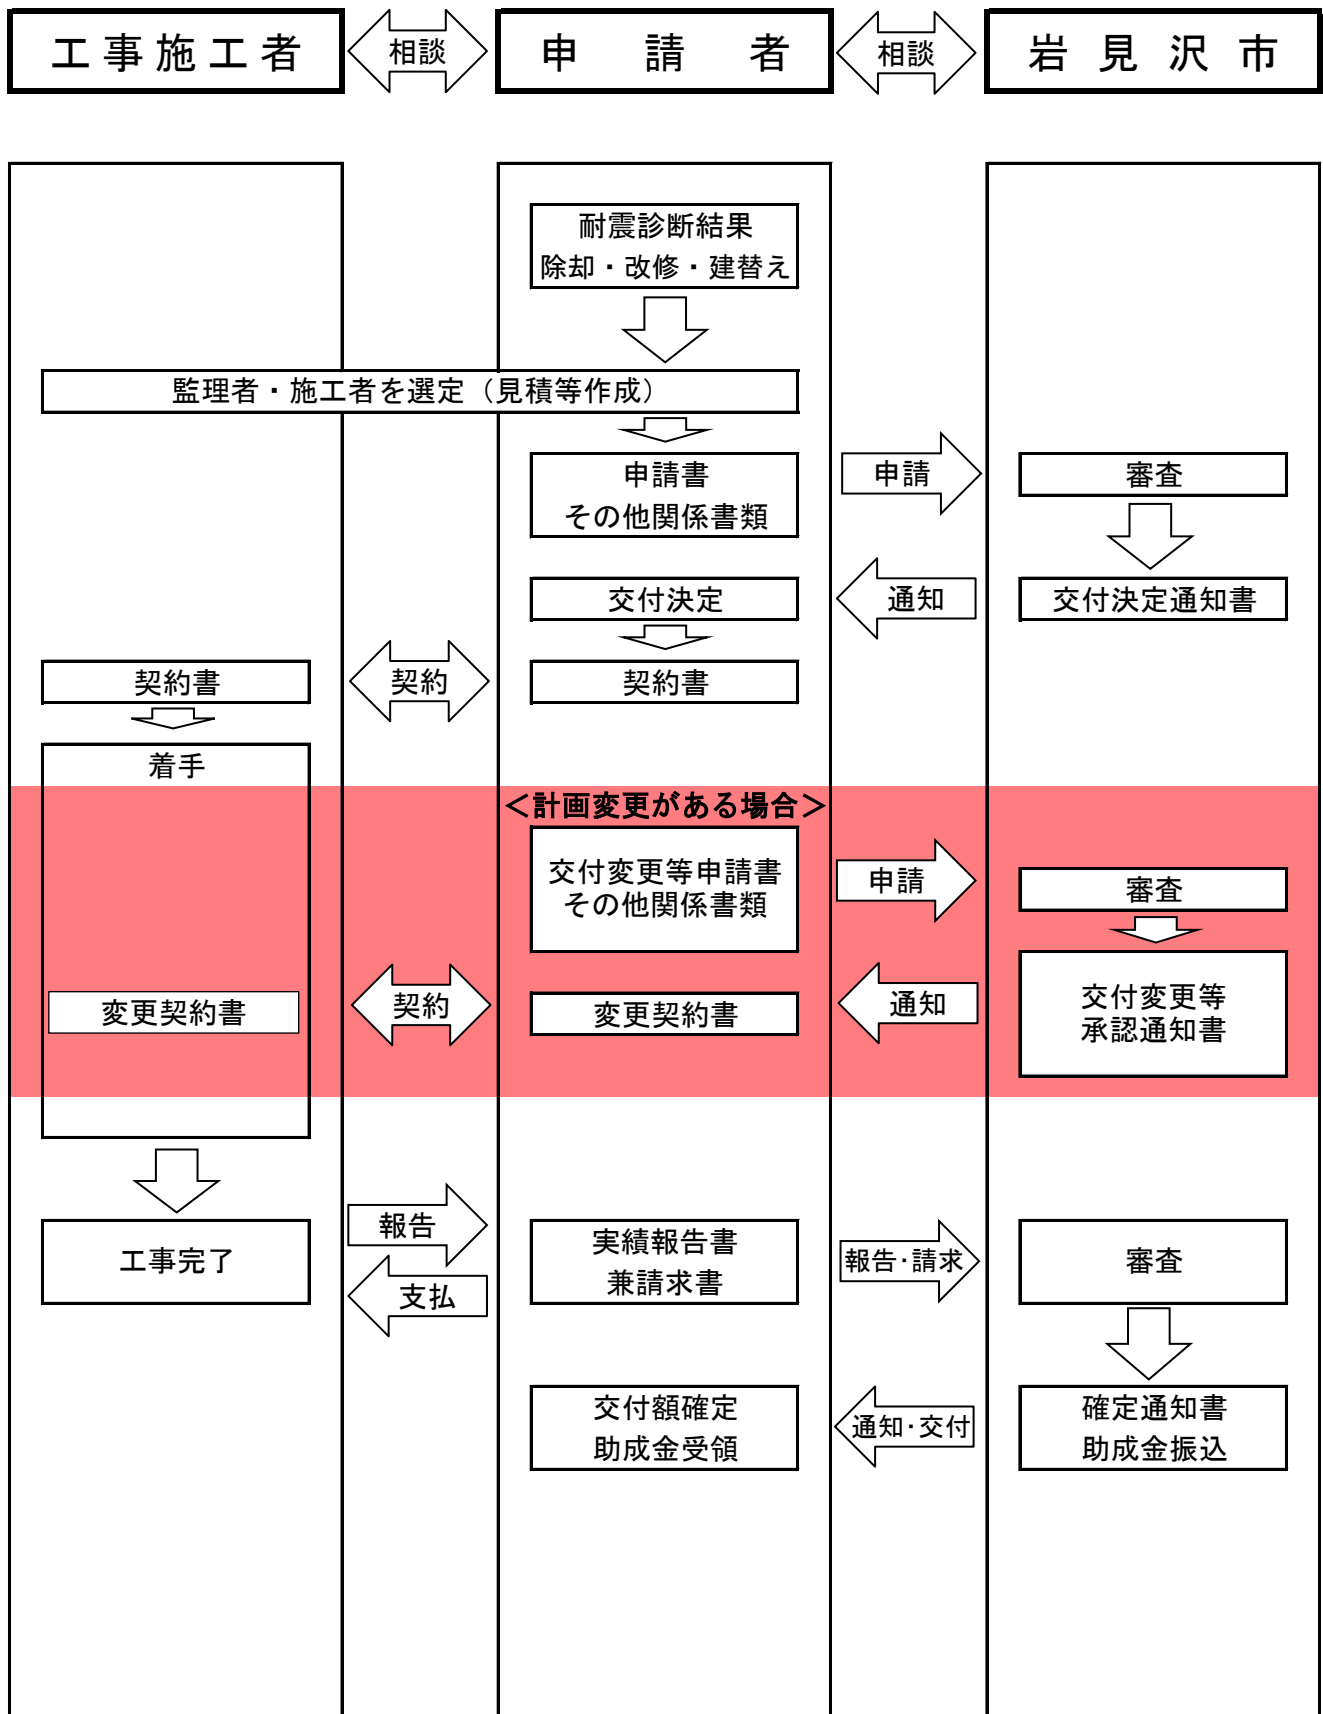 工事施工者
相談
申請者
相談
岩見沢市
耐震診断結果
除却・改修・建替え
監理者・施工者を選定（見積等作成）
申請書
その他関係書類
申請
審査
交付決定
通知
交付決定通知書
契約書
契約
契約書
着手
＜計画変更がある場合＞
交付変更等申請書
その他関係書類
申請
審査
変更契約書
契約
変更契約書
通知
交付変更等
承認通知書
工事完了
報告
支払
実績報告書
兼請求書
報告・請求
審査
交付額確定
助成金受領
通知・交付
確定通知書
助成金振込